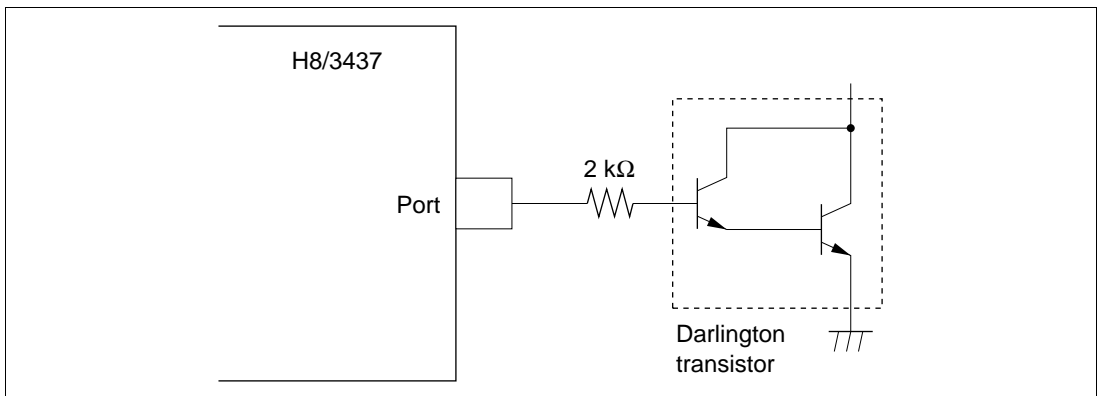 H8/3437
2 kΩ
Port
Darlington
transistor